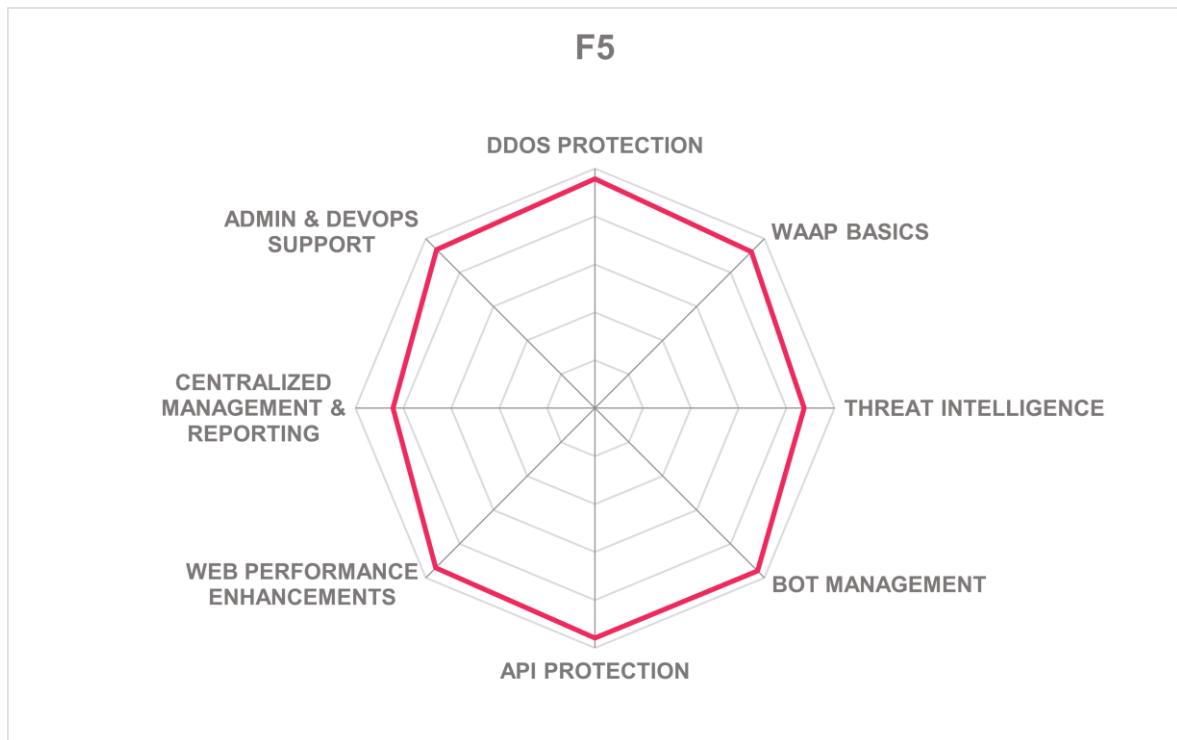 F5
DDOS PROTECTION
ADMIN & DEVOPS
SUPPORT
WAAP BASICS
CENTRALIZED
MANAGEMENT &
REPORTING
THREAT INTELLIGENCE
WEB PERFORMANCE
ENHANCEMENTS
BOT MANAGEMENT
API PROTECTION